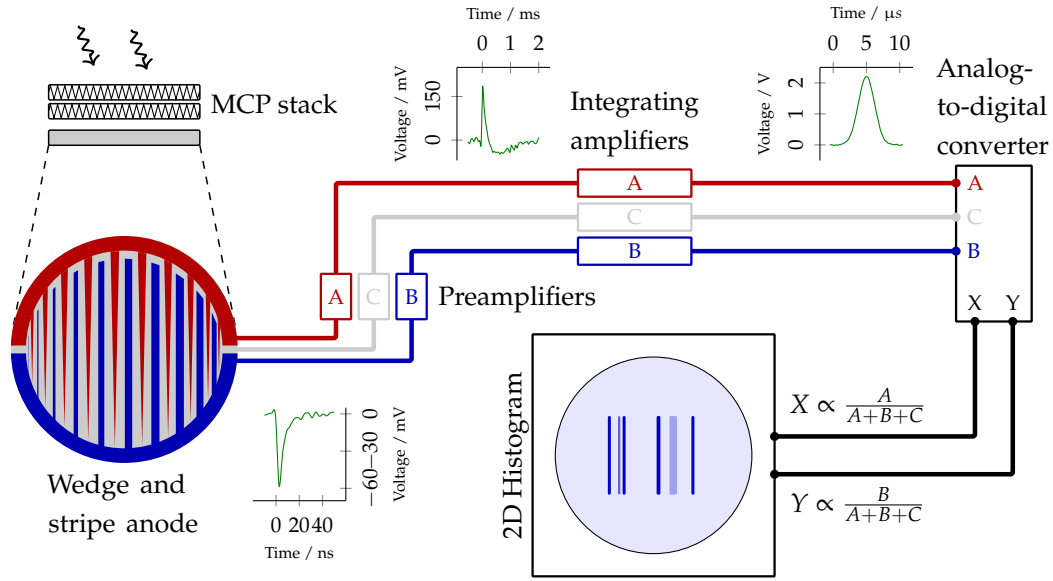 Time / ms
0 1 2
Voltage / mV
150
0
Time / μs
0 5 10
Voltage / V
2
1
0
Analog-
to-digital
converter
MCP stack
Integrating
amplifiers
A
C
B
A
C
B
A
C
B
Preamplifiers
X Y
Wedge and
stripe anode
0
−30
−60
Voltage / mV
0 20 40
Time / ns
2D Histogram
X ∝ A/(A+B+C)
Y ∝ B/(A+B+C)